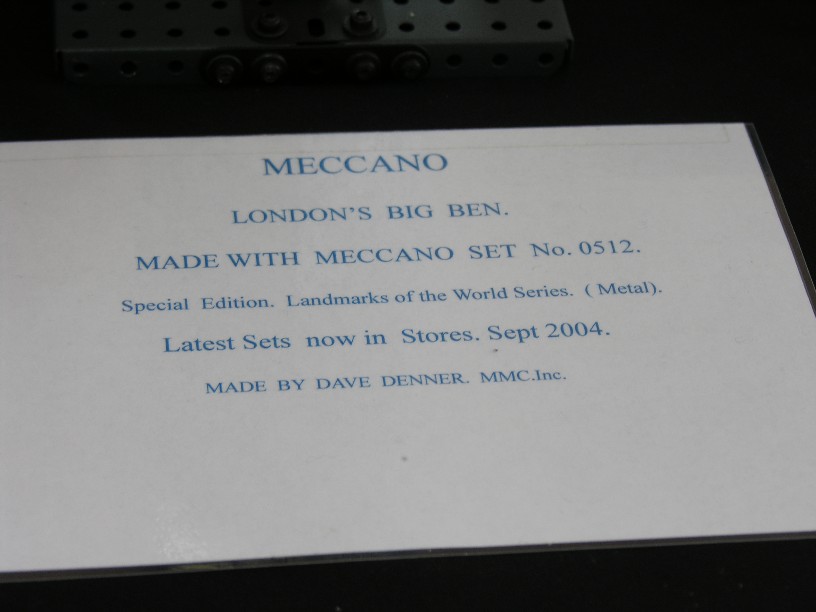 MECCANO
LONDON'S BIG BEN.
MADE WITH MECCANO SET No. 0512.
Special Edition. Landmarks of the World Series. ( Metal).
Latest Sets now in Stores. Sept 2004.
MADE BY DAVE DENNER. MMC.Inc.